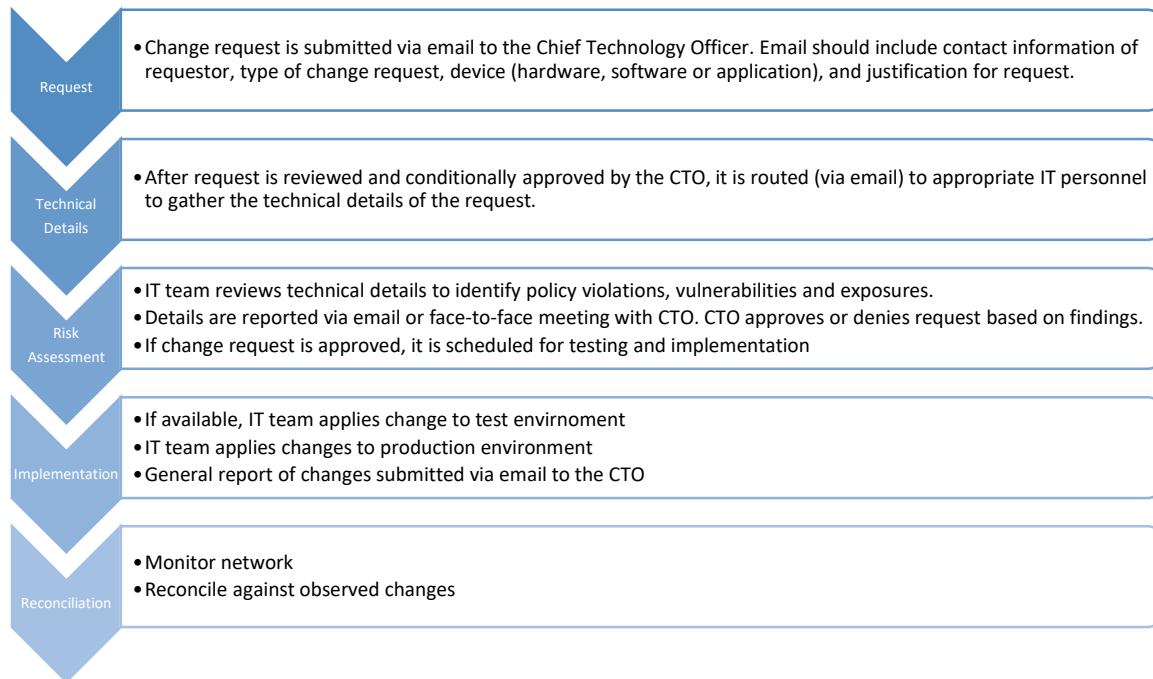 Request
•Change request is submitted via email to the Chief Technology Officer. Email should include contact information of
requestor, type of change request, device (hardware, software or application), and justification for request.
Technical
Details
•After request is reviewed and conditionally approved by the CTO, it is routed (via email) to appropriate IT personnel
to gather the technical details of the request.
Risk
Assessment
•IT team reviews technical details to identify policy violations, vulnerabilities and exposures.
•Details are reported via email or face-to-face meeting with CTO. CTO approves or denies request based on findings.
•If change request is approved, it is scheduled for testing and implementation
Implementation
•If available, IT team applies change to test envirnoment
•IT team applies changes to production environment
•General report of changes submitted via email to the CTO
Reconciliation
•Monitor network
•Reconcile against observed changes